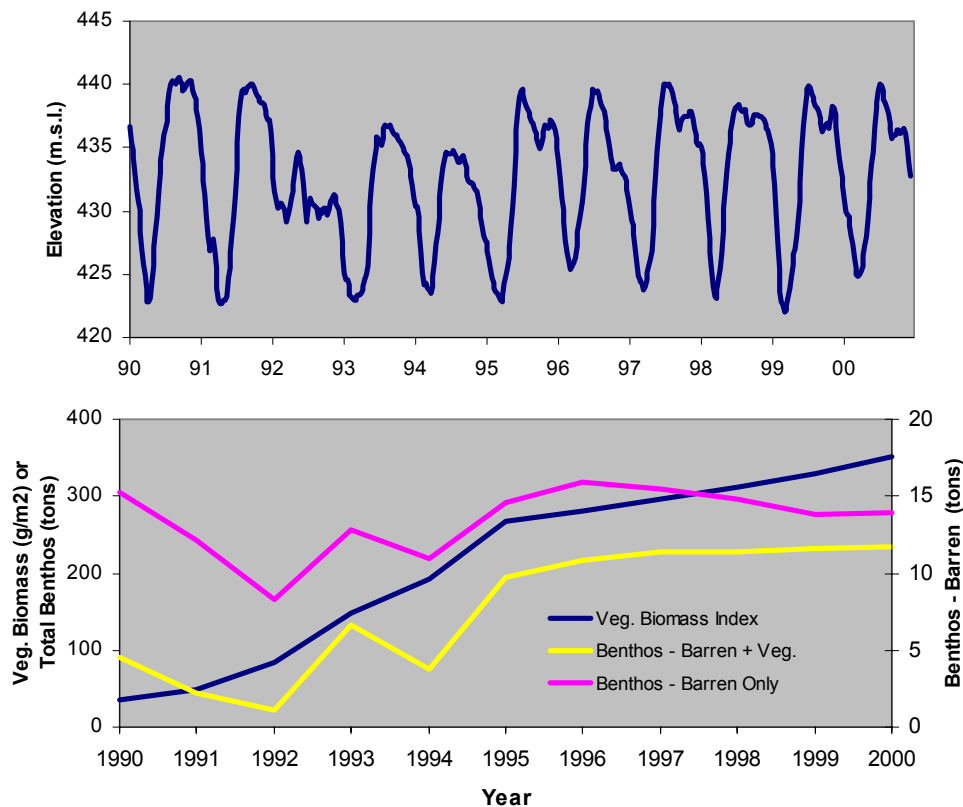 445
440
435
430
425
420
Elevation (m.s.l.)
90 91 92 93 94 95 96 97 98 99 00
400
300
200
100
0
Veg. Biomass (g/m2) or
Total Benthos (tons)
20
15
10
5
0
Benthos - Barren (tons)
Veg. Biomass Index
Benthos - Barren + Veg.
Benthos - Barren Only
1990 1991 1992 1993 1994 1995 1996 1997 1998 1999 2000
Year